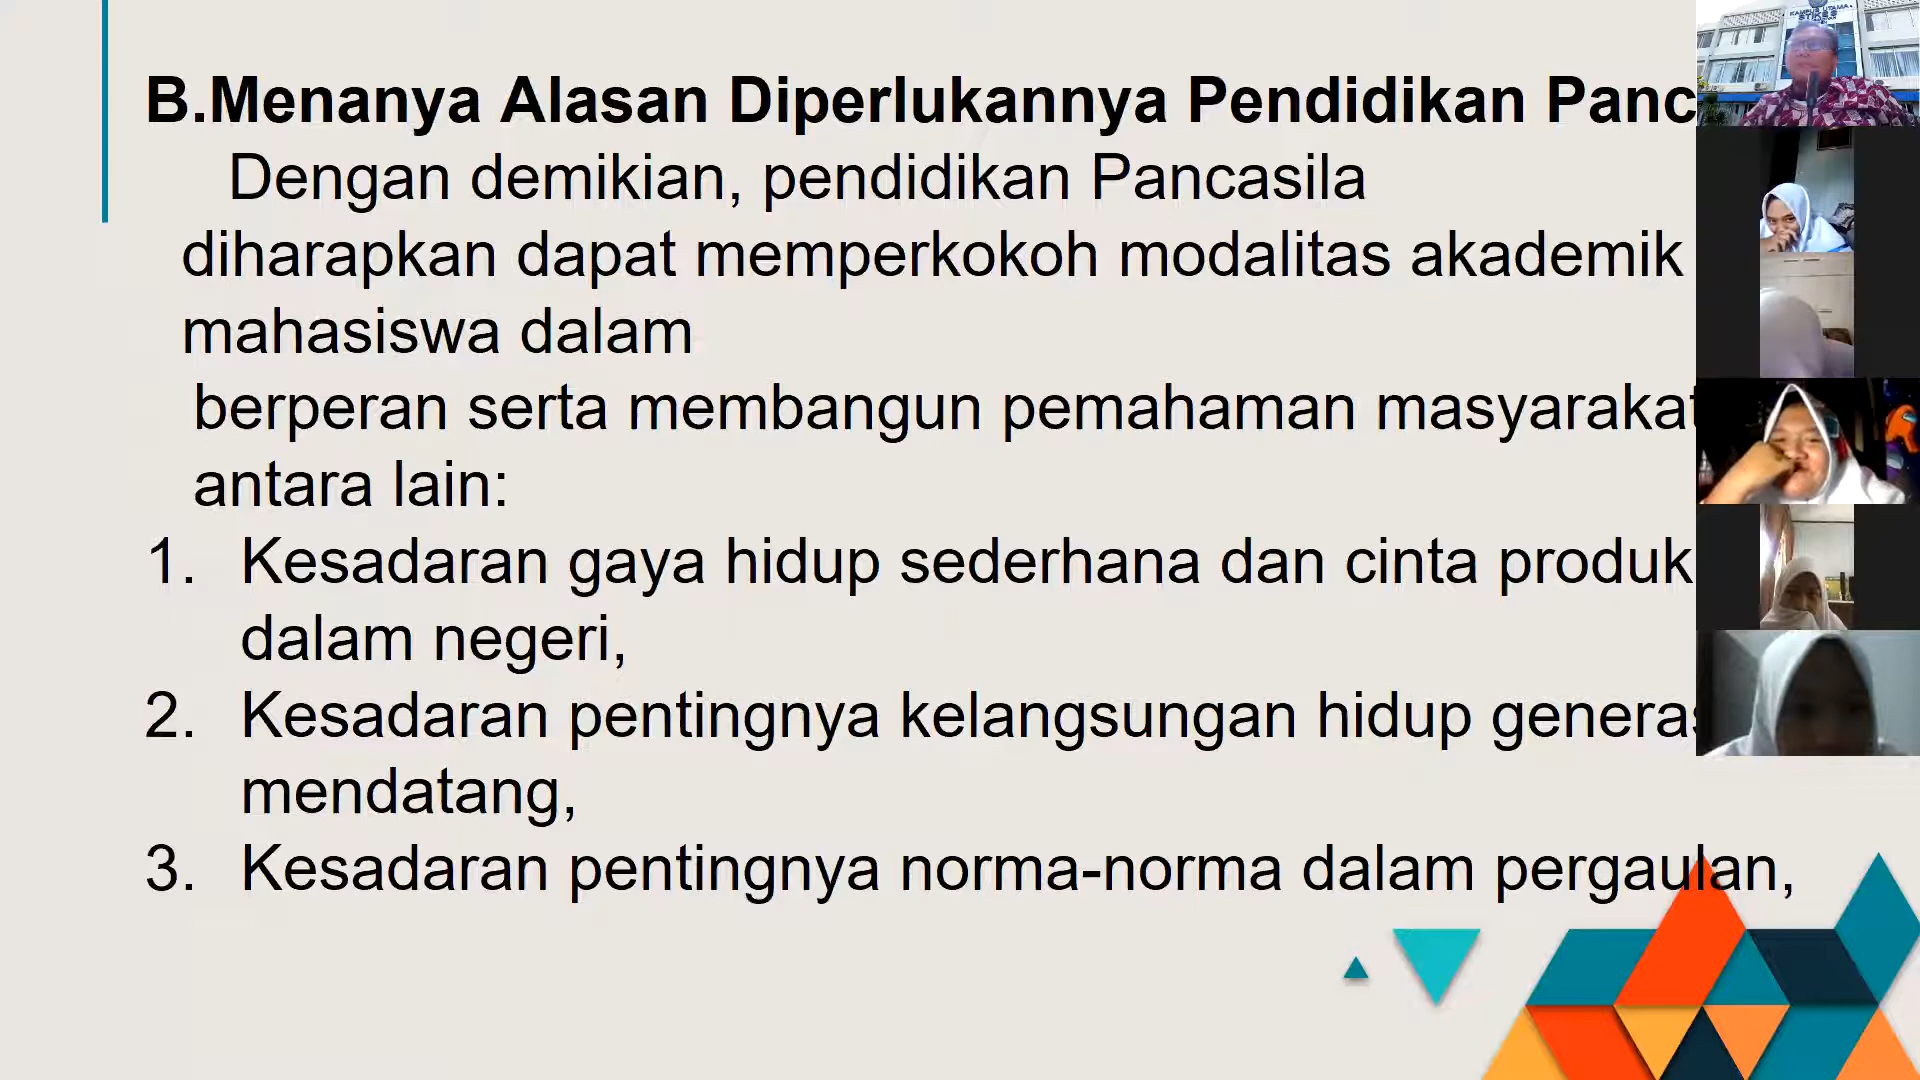 B.Menanya Alasan Diperlukannya Pendidikan Panc
Dengan demikian, pendidikan Pancasila
diharapkan dapat memperkokoh modalitas akademik
mahasiswa dalam
berperan serta membangun pemahaman masyarakat
antara lain:
1. Kesadaran gaya hidup sederhana dan cinta produk
dalam negeri,
2. Kesadaran pentingnya kelangsungan hidup generas
mendatang,
3. Kesadaran pentingnya norma-norma dalam pergaulan,
KAMPUS UTAMA